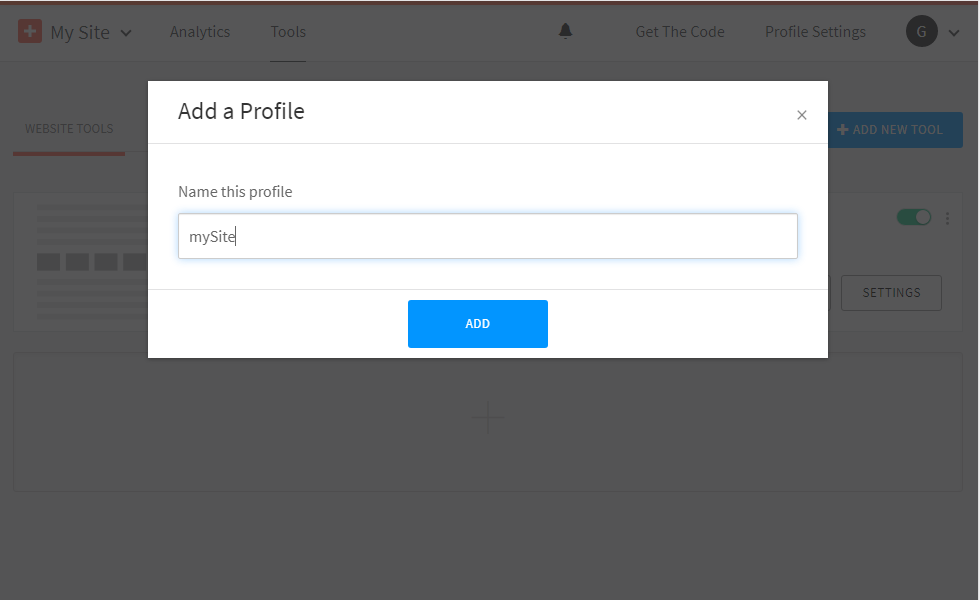 My Site
Analytics
Tools
Get The Code
Profile Settings
G
Add a Profile
×
WEBSITE TOOLS
ADD NEW TOOL
Name this profile
mySite
SETTINGS
ADD